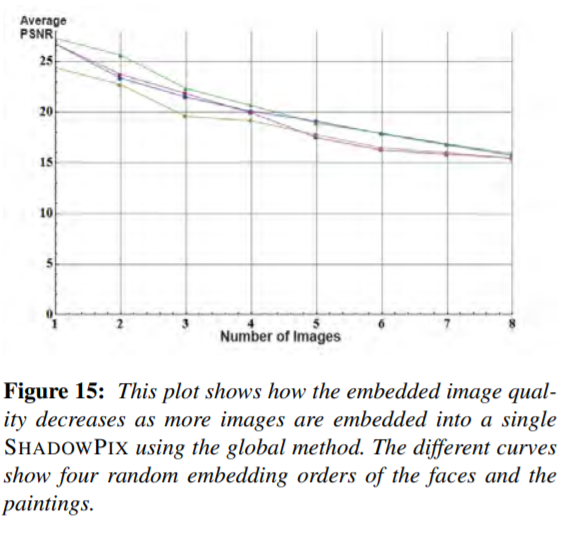 Average
PSNR
25
20
15
10
5
0
1 2 3 4 5 6 7 8
Number of Images
Figure 15: This plot shows how the embedded image qual-
ity decreases as more images are embedded into a single
SHADOWPIX using the global method. The different curves
show four random embedding orders of the faces and the
paintings.